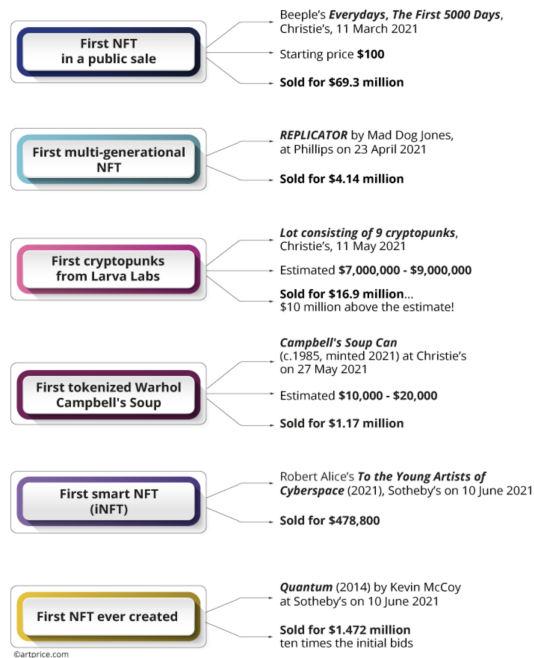 First NFT
in a public sale
Beeple's Everydays, The First 5000 Days,
Christie's, 11 March 2021
Starting price $100
Sold for $69.3 million
First multi-generational
NFT
REPLICATOR by Mad Dog Jones,
at Phillips on 23 April 2021
Sold for $4.14 million
First cryptopunks
from Larva Labs
Lot consisting of 9 cryptopunks,
Christie's, 11 May 2021
Estimated $7,000,000 - $9,000,000
Sold for $16.9 million...
$10 million above the estimate!
First tokenized Warhol
Campbell's Soup
Campbell's Soup Can
(c.1985, minted 2021) at Christie's
on 27 May 2021
Estimated $10,000 - $20,000
Sold for $1.17 million
First smart NFT
(iNFT)
Robert Alice's To the Young Artists of
Cyberspace (2021), Sotheby's on 10 June 2021
Sold for $478,800
First NFT ever created
Quantum (2014) by Kevin McCoy
at Sotheby's on 10 June 2021
Sold for $1.472 million
ten times the initial bids
©artprice.com